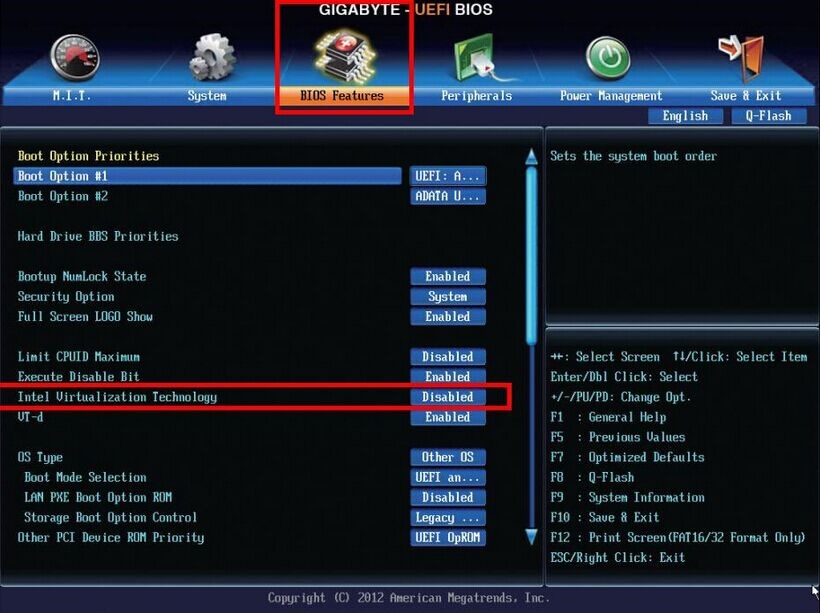 GIGABYTE - UEFI BIOS
M.I.T. System BIOS Features Peripherals Power Management Save & Exit
English Q-Flash
Boot Option Priorities
Boot Option #1 UEFI: A...
Boot Option #2 ADATA U...
Hard Drive BBS Priorities
Bootup NumLock State Enabled
Security Option System
Full Screen LOGO Show Enabled
Limit CPUID Maximum Disabled
Execute Disable Bit Enabled
Intel Virtualization Technology Disabled
VT-d Enabled
OS Type Other OS
Boot Mode Selection UEFI an...
LAN PXE Boot Option ROM Disabled
Storage Boot Option Control Legacy ...
Other PCI Device ROM Priority UEFI OpROM
Sets the system boot order
→←: Select Screen ↑↓/Click: Select Item
Enter/Dbl Click: Select
+/-/PU/PD: Change Opt.
F1 : General Help
F5 : Previous Values
F7 : Optimized Defaults
F8 : Q-Flash
F9 : System Information
F10 : Save & Exit
F12 : Print Screen(FAT16/32 Format Only)
ESC/Right Click: Exit
Copyright (C) 2012 American Megatrends, Inc.